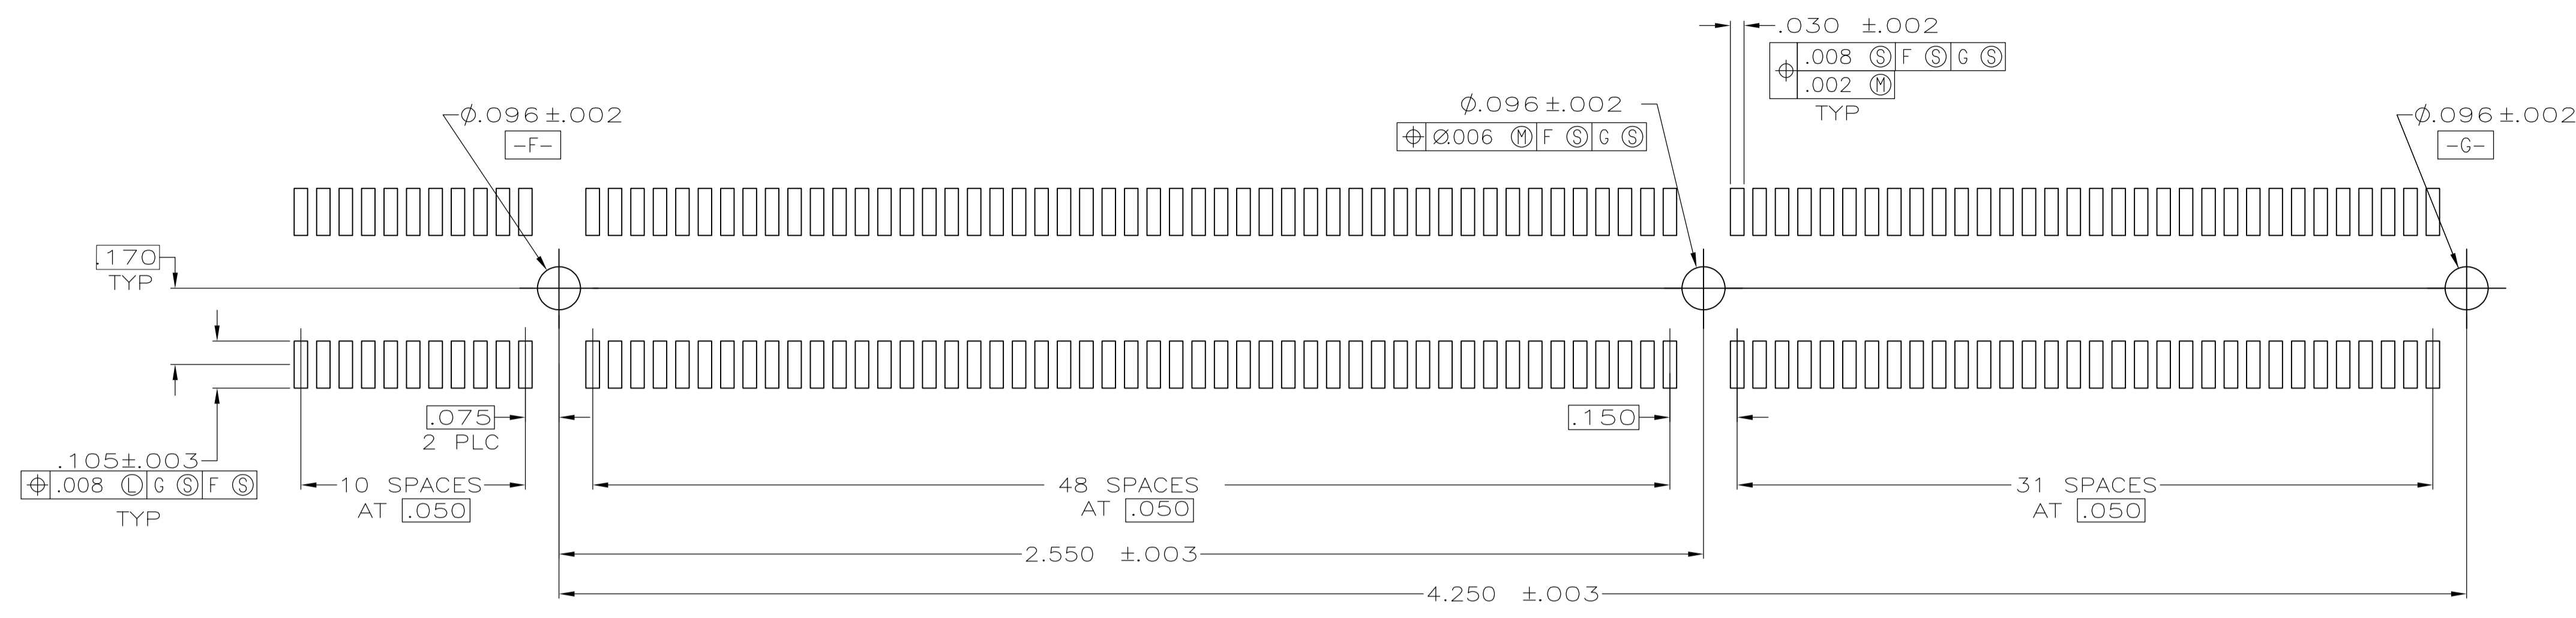 .030 ±.002
⌖ .008 Ⓢ F Ⓢ G Ⓢ
.002 Ⓜ
TYP
Ø.096±.002
-F-
Ø.096±.002
⌖ Ø.006 Ⓜ F Ⓢ G Ⓢ
Ø.096±.002
-G-
.170
TYP
.075
2 PLC
.150
.105±.003
⌖ .008 Ⓛ G Ⓢ F Ⓢ
TYP
10 SPACES
AT .050
48 SPACES
AT .050
31 SPACES
AT .050
2.550 ±.003
4.250 ±.003